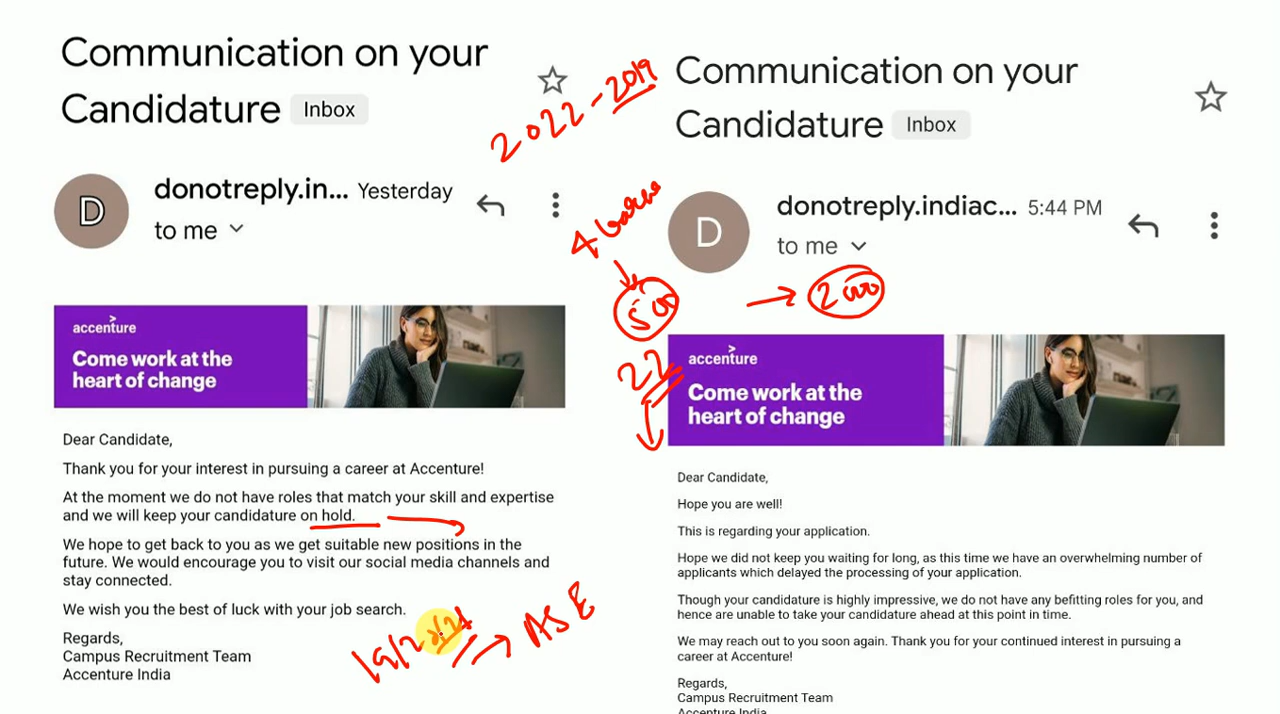 Communication on your
Candidature Inbox
donotreply.in... Yesterday
to me
D
accenture
Come work at the
heart of change
Dear Candidate,
Thank you for your interest in pursuing a career at Accenture!
At the moment we do not have roles that match your skill and expertise
and we will keep your candidature on hold.
We hope to get back to you as we get suitable new positions in the
future. We would encourage you to visit our social media channels and
stay connected.
We wish you the best of luck with your job search.
Regards,
Campus Recruitment Team
Accenture India
2022-2019
4
500
22
2000
ASE
Communication on your
Candidature Inbox
donotreply.indiac... 5:44 PM
to me
D
accenture
Come work at the
heart of change
Dear Candidate,
Hope you are well!
This is regarding your application.
Hope we did not keep you waiting for long, as this time we have an overwhelming number of
applicants which delayed the processing of your application.
Though your candidature is highly impressive, we do not have any befitting roles for you, and
hence are unable to take your candidature ahead at this point in time.
We may reach out to you soon again. Thank you for your continued interest in pursuing a
career at Accenture!
Regards,
Campus Recruitment Team
Accenture India